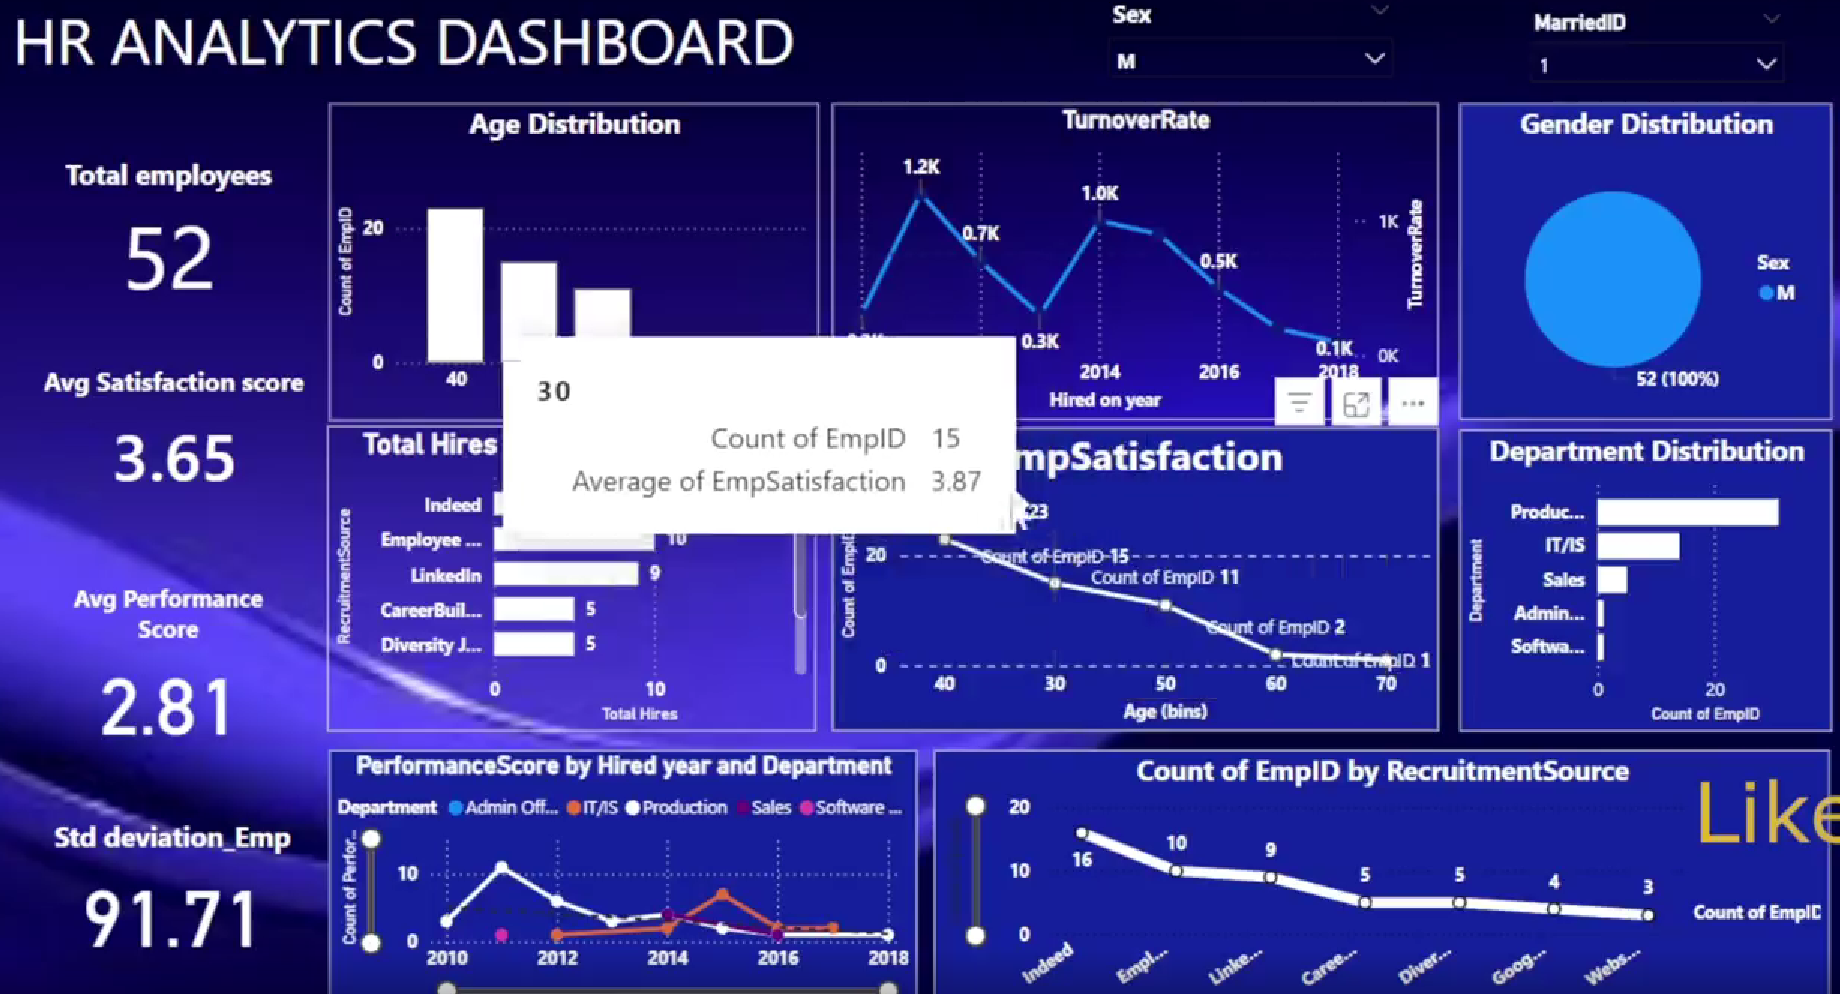 HR ANALYTICS DASHBOARD
Sex
M
MarriedID
1
Total employees
52
Avg Satisfaction score
3.65
Avg Performance
Score
2.81
Std deviation_Emp
91.71
Age Distribution
Count of EmpID
20
0
40
TurnoverRate
1.2K
0.7K
0.3K
1.0K
0.5K
0.1K
1K
0K
TurnoverRate
2014
2016
2018
Hired on year
Gender Distribution
Sex
M
52 (100%)
30
Count of EmpID 15
Average of EmpSatisfaction 3.87
Total Hires
RecruitmentSource
Indeed
Employee ...
10
LinkedIn
9
CareerBuil...
5
Diversity J...
5
0
10
Total Hires
mpSatisfaction
23
Count of EmpID
20
0
Count of EmpID 15
Count of EmpID 11
Count of EmpID 2
Count of EmpID 1
40
30
50
60
70
Age (bins)
Department Distribution
Department
Produc...
IT/IS
Sales
Admin...
Softwa...
0
20
Count of EmpID
PerformanceScore by Hired year and Department
Department Admin Off... IT/IS Production Sales Software ...
Count of Perfor...
10
0
2010
2012
2014
2016
2018
Count of EmpID by RecruitmentSource
20
10
0
16
10
9
5
5
4
3
Indeed
Empl...
Linke...
Caree...
Diver...
Goog...
Webs...
Count of EmpID
Like